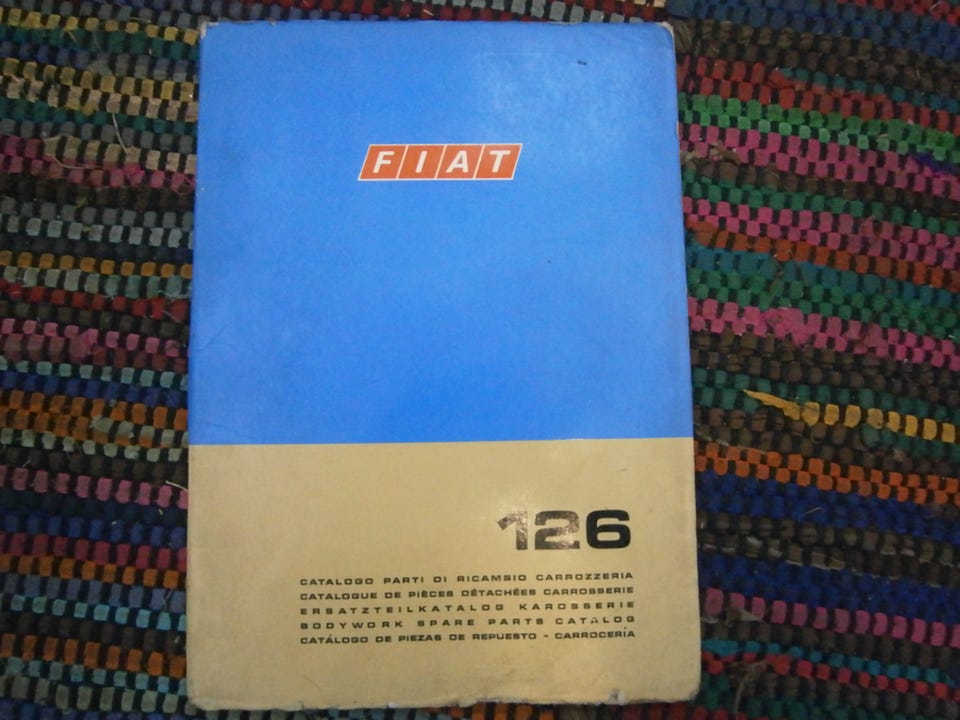 FIAT
126
CATALOGO PARTI DI RICAMBIO CARROZZERIA
CATALOGUE DE PIÈCES DÉTACHÉES CARROSSERIE
ERSATZTEILKATALOG KAROSSERIE
BODYWORK SPARE PARTS CATALOG
CATÁLOGO DE PIEZAS DE REPUESTO - CARROCERÍA